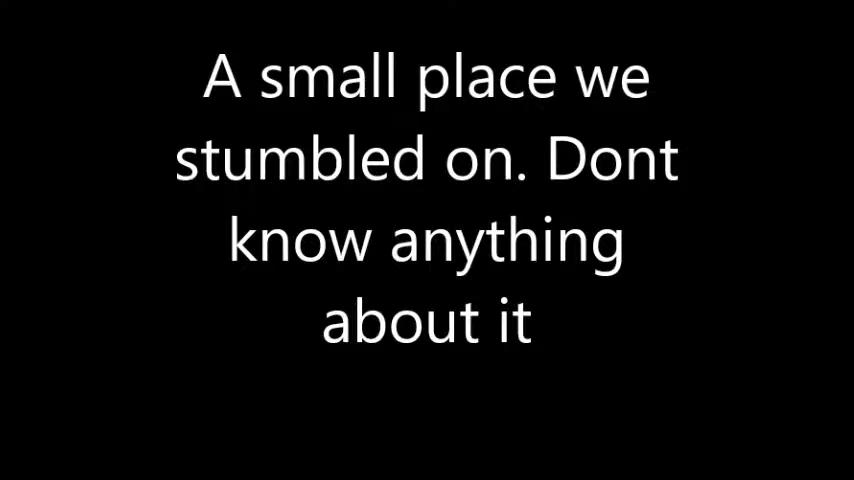 A small place we
stumbled on. Dont
know anything
about it